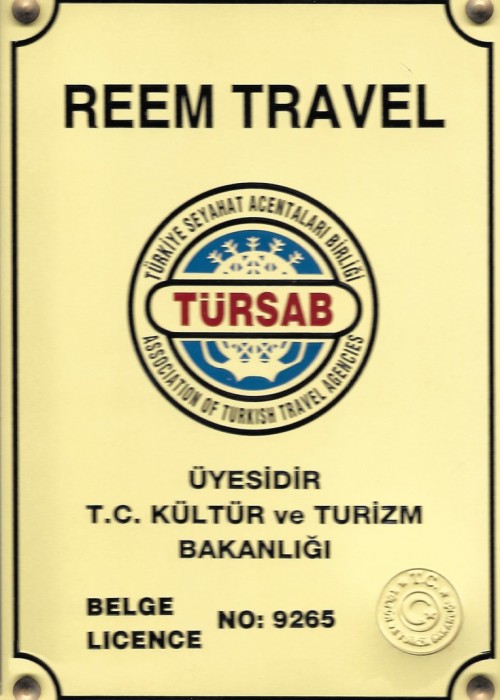 REEM TRAVEL
TÜRKİYE SEYAHAT ACENTALARI BİRLİĞİ
TÜRSAB
ASSOCIATION OF TURKISH TRAVEL AGENCIES
ÜYESİDİR
T.C. KÜLTÜR ve TURİZM
BAKANLIĞI
BELGE
LICENCE
NO: 9265
T.C.